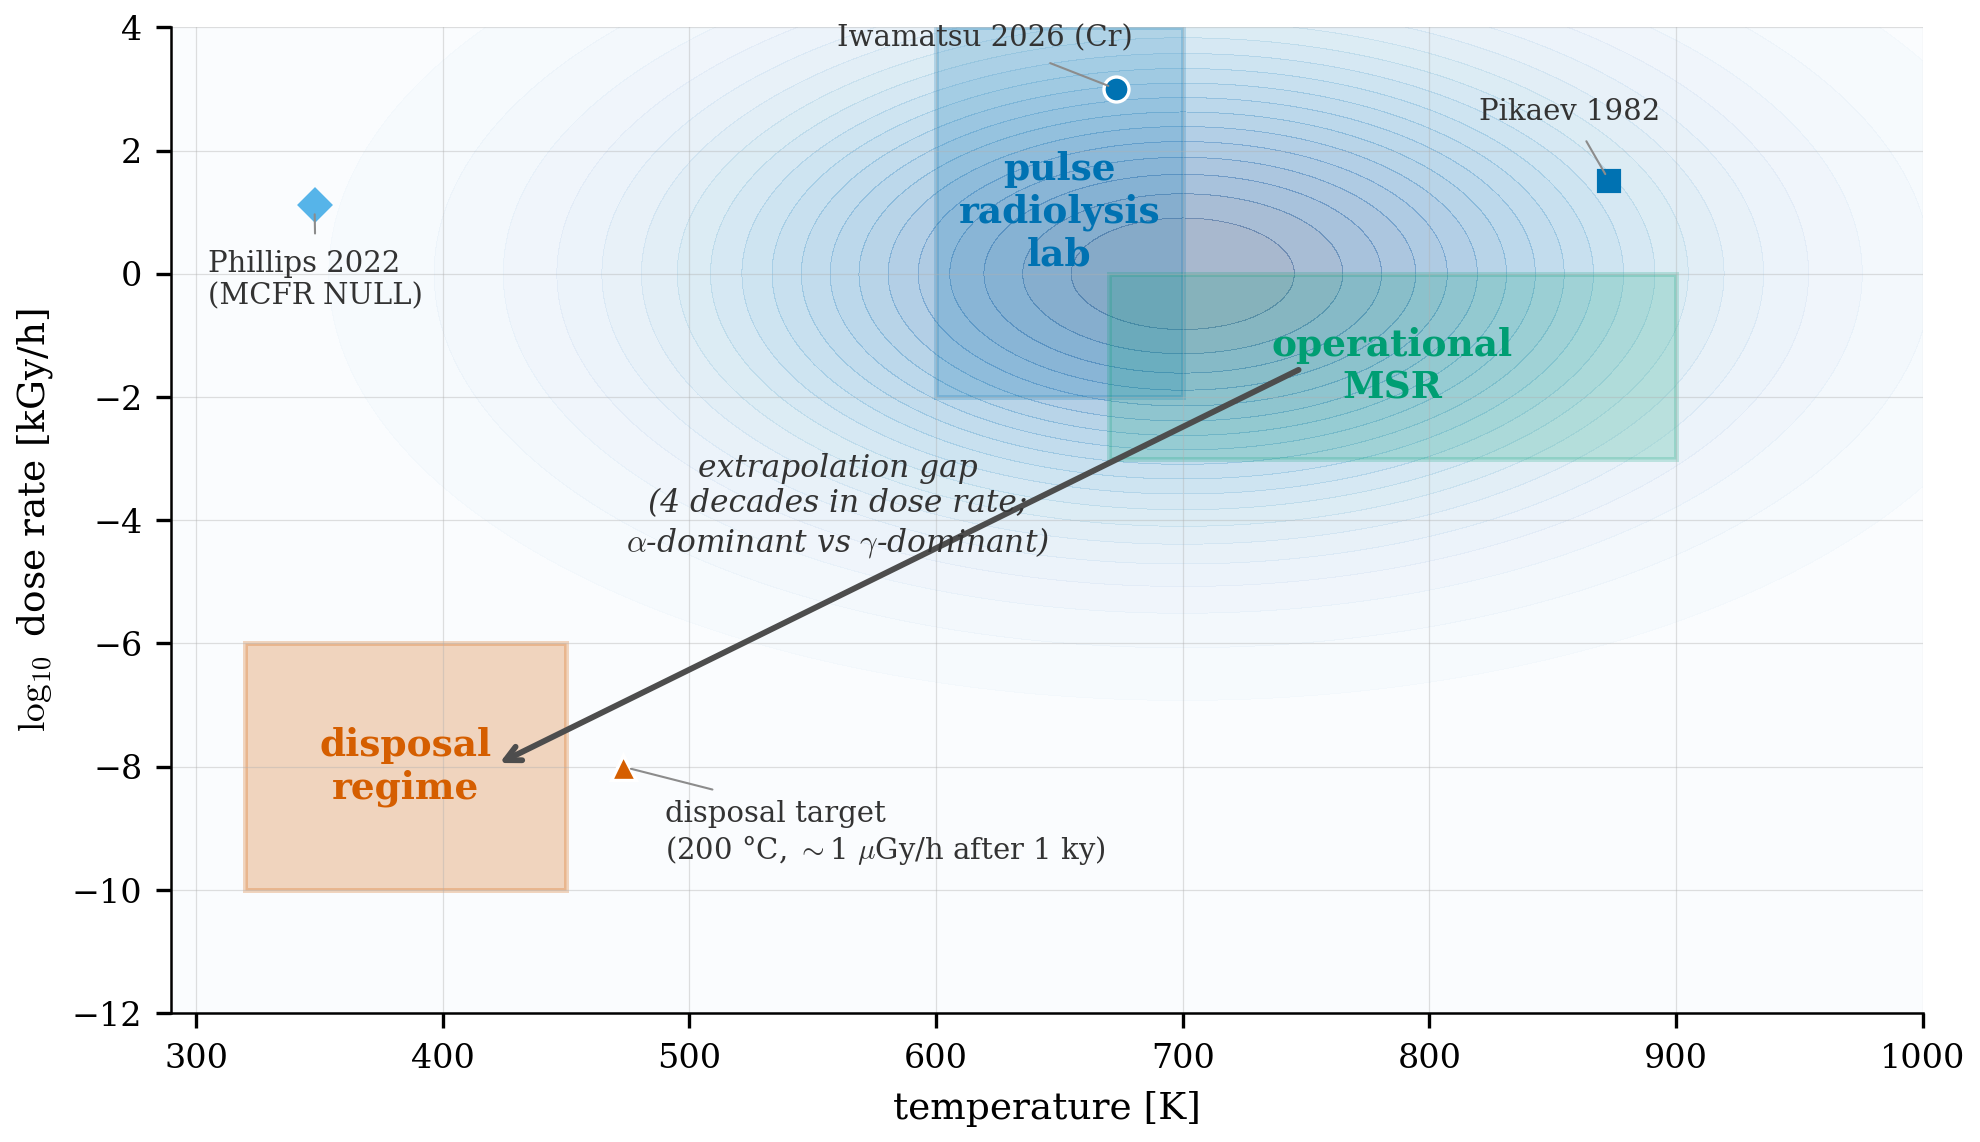 Iwamatsu 2026 (Cr)
Pikaev 1982
pulse
radiolysis
lab
Phillips 2022
(MCFR NULL)
operational
MSR
extrapolation gap
(4 decades in dose rate;
α-dominant vs γ-dominant)
disposal
regime
disposal target
(200 °C, ∼1 μGy/h after 1 ky)
log₁₀ dose rate [kGy/h]
4
2
0
−2
−4
−6
−8
−10
−12
300 400 500 600 700 800 900 1000
temperature [K]